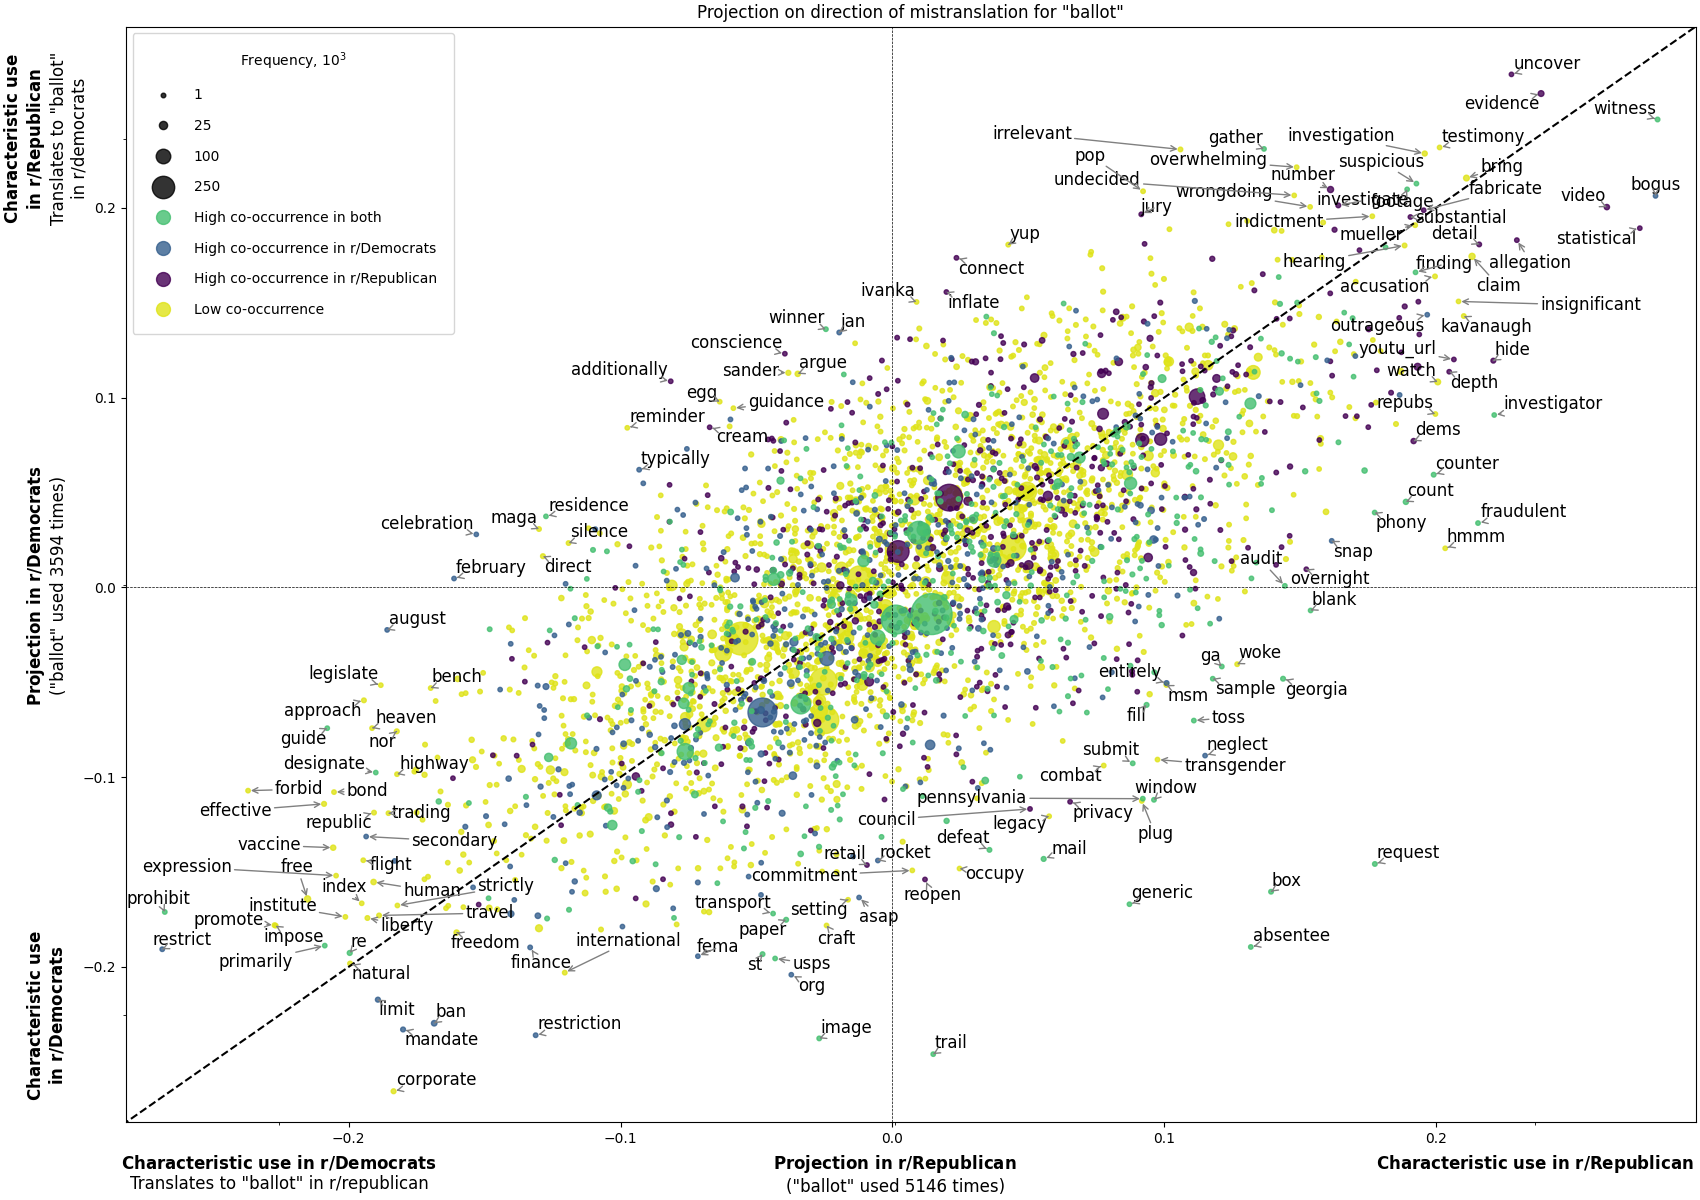 Projection on direction of mistranslation for "ballot"
Characteristic use
in r/Republican
Translates to "ballot"
in r/democrats
Projection in r/Democrats
("ballot" used 3594 times)
Characteristic use
in r/Democrats
Frequency, 10³
1
25
100
250
High co-occurrence in both
High co-occurrence in r/Democrats
High co-occurrence in r/Republican
Low co-occurrence
0.2
0.1
0.0
−0.1
−0.2
uncover
evidence
witness
irrelevant
gather
investigation
testimony
pop
overwhelming
suspicious
bring
undecided
number
wrongdoing
investigate
footage
fabricate
video
bogus
jury
indictment
substantial
yup
mueller
detail
statistical
connect
hearing
finding
allegation
ivanka
inflate
accusation
claim
insignificant
winner
jan
outrageous
kavanaugh
conscience
youtu_url
hide
additionally
sander
argue
watch
depth
egg
guidance
repubs
investigator
reminder
cream
dems
typically
counter
residence
count
celebration
maga
silence
phony
fraudulent
february
direct
audit
snap
hmmm
overnight
blank
august
legislate
bench
entirely
ga
woke
approach
heaven
msm
sample
georgia
guide
nor
fill
toss
designate
highway
submit
neglect
forbid
bond
combat
transgender
effective
trading
pennsylvania
window
republic
council
legacy
privacy
vaccine
secondary
defeat
plug
expression
free
flight
retail
rocket
mail
request
index
human
strictly
commitment
occupy
prohibit
institute
reopen
generic
box
promote
liberty
travel
transport
setting
asap
restrict
impose
re
freedom
international
paper
craft
absentee
primarily
natural
finance
fema
st
usps
limit
ban
org
mandate
restriction
image
trail
corporate
−0.2
−0.1
0.0
0.1
0.2
Characteristic use in r/Democrats
Translates to "ballot" in r/republican
Projection in r/Republican
("ballot" used 5146 times)
Characteristic use in r/Republican